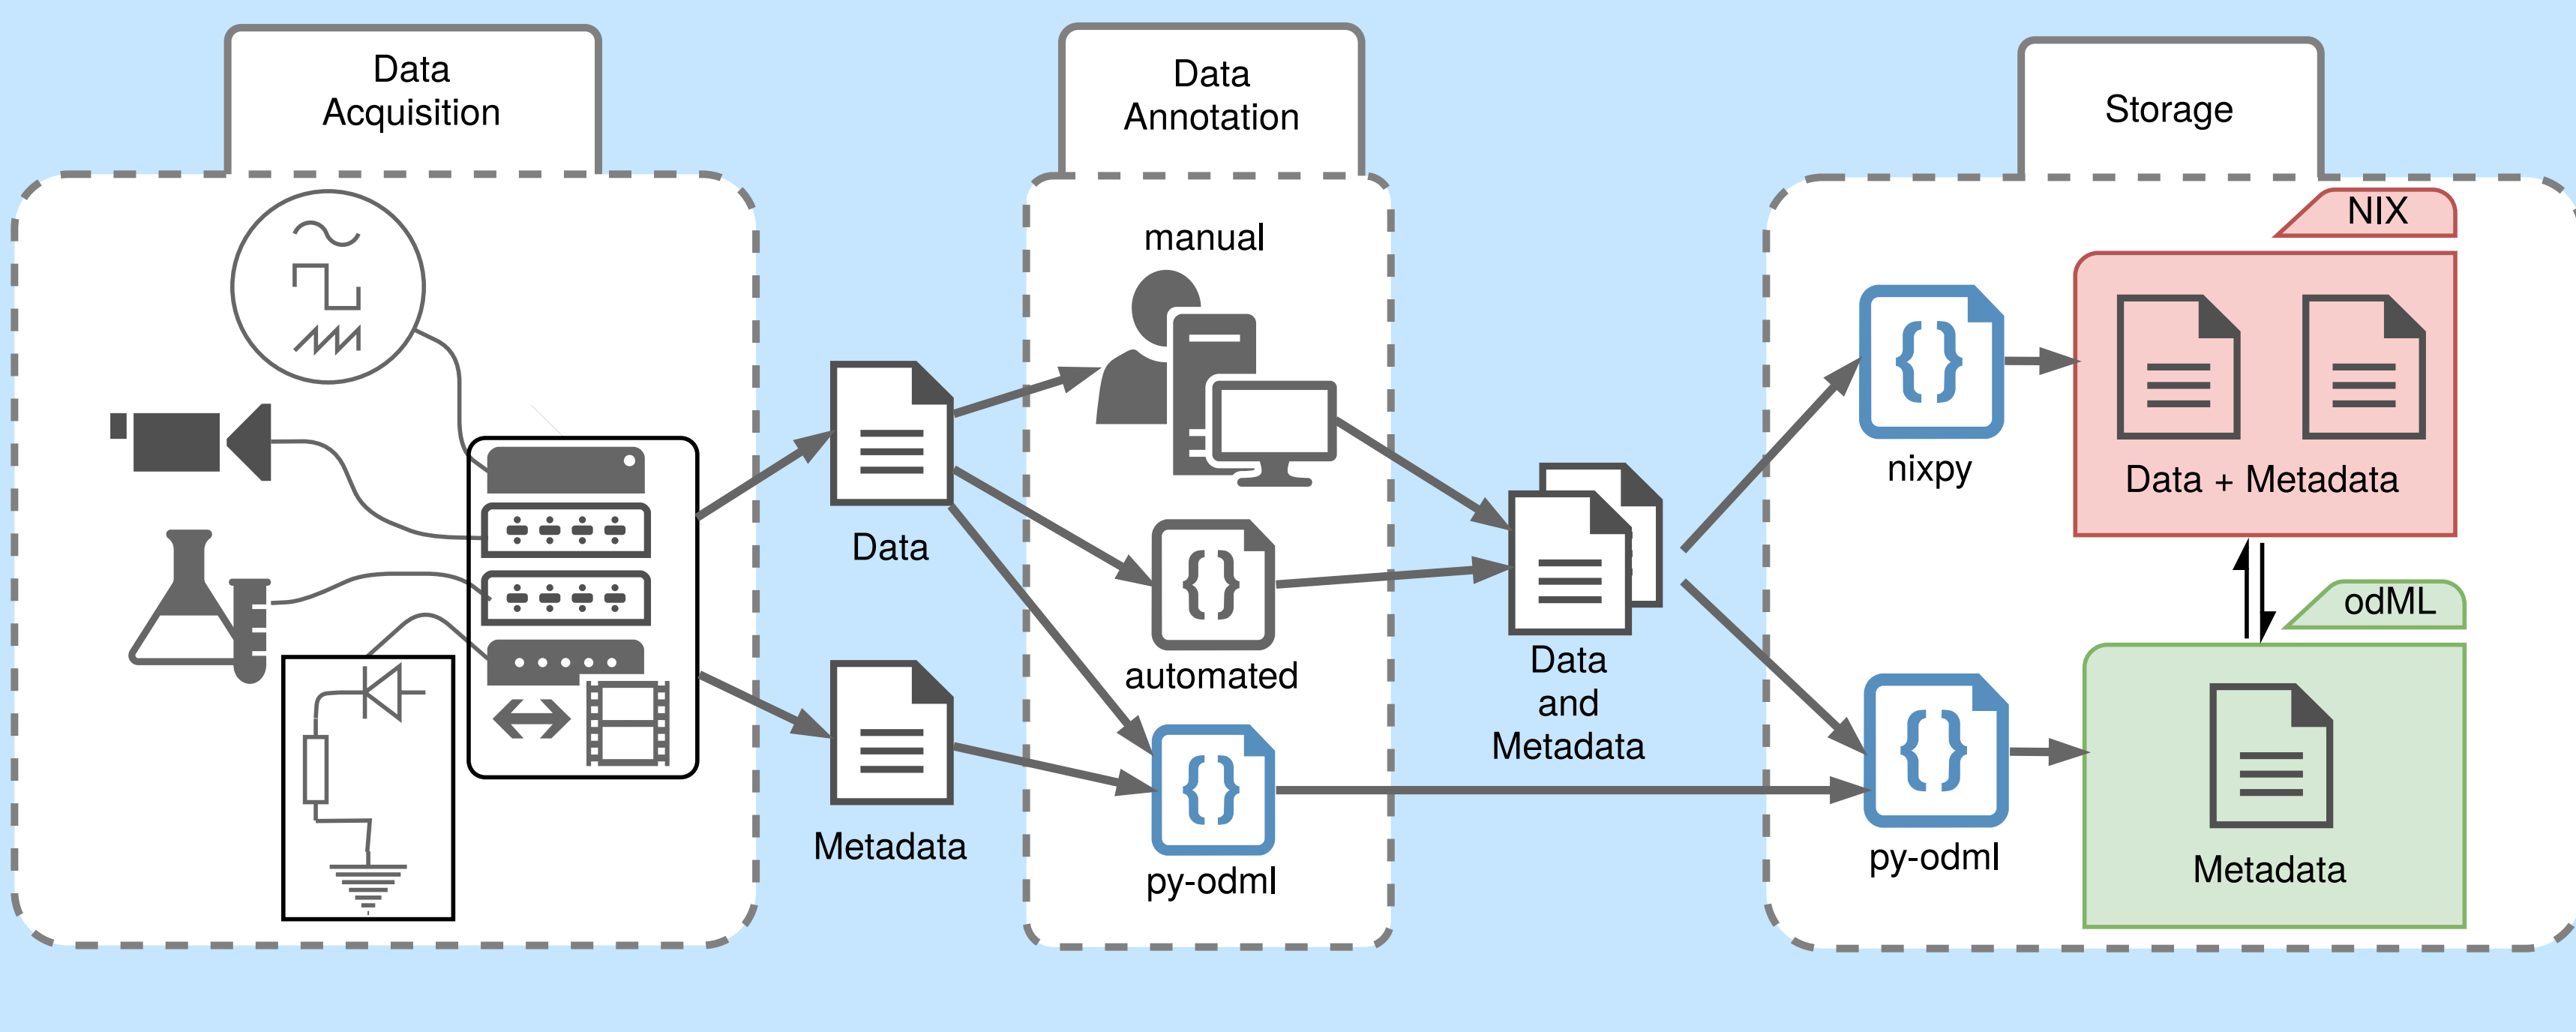 Data
Acquisition
Data
Annotation
Storage
manual
automated
py-odml
Data
Metadata
Data
and
Metadata
nixpy
py-odml
NIX
Data + Metadata
odML
Metadata